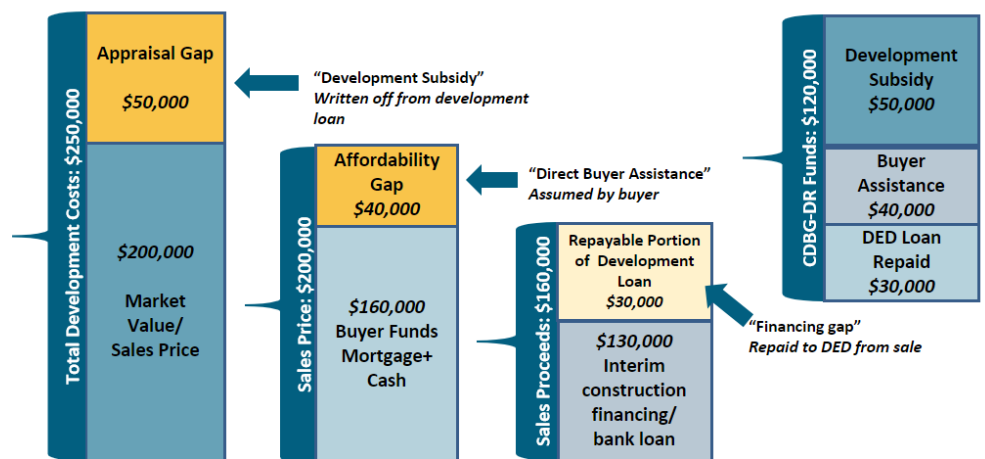 Total Development Costs: $250,000
Appraisal Gap
$50,000
$200,000
Market
Value/
Sales Price
“Development Subsidy”
Written off from development
loan
Sales Price: $200,000
Affordability
Gap
$40,000
$160,000
Buyer Funds
Mortgage+
Cash
“Direct Buyer Assistance”
Assumed by buyer
Sales Proceeds: $160,000
Repayable Portion
of Development
Loan
$30,000
$130,000
Interim
construction
financing/
bank loan
“Financing gap”
Repaid to DED from sale
CDBG-DR Funds: $120,000
Development
Subsidy
$50,000
Buyer
Assistance
$40,000
DED Loan
Repaid
$30,000